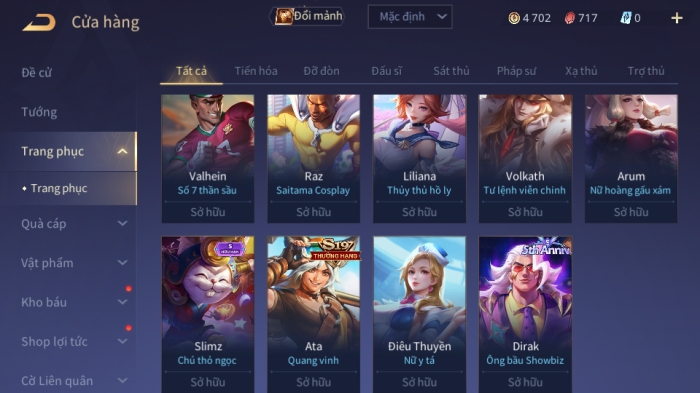 Cửa hàng
Đổi mảnh
Mặc định
4 702
717
0
Đề cử
Tướng
Trang phục
Trang phục
Quà cáp
Vật phẩm
Kho báu
Shop lợi tức
Cờ Liên quân
Tất cả
Tiến hóa
Đỡ đòn
Đấu sĩ
Sát thủ
Pháp sư
Xạ thủ
Trợ thủ
Valhein
Số 7 thần sầu
Sở hữu
Raz
Saitama Cosplay
Sở hữu
Liliana
Thủy thủ hồ ly
Sở hữu
Volkath
Tư lệnh viễn chinh
Sở hữu
Arum
Nữ hoàng gấu xám
Sở hữu
Slimz
Chú thỏ ngọc
Sở hữu
S197
THƯỞNG HẠNG
Ata
Quang vinh
Sở hữu
Điêu Thuyền
Nữ y tá
Sở hữu
5th Anniv
Dirak
Ông bầu Showbiz
Sở hữu